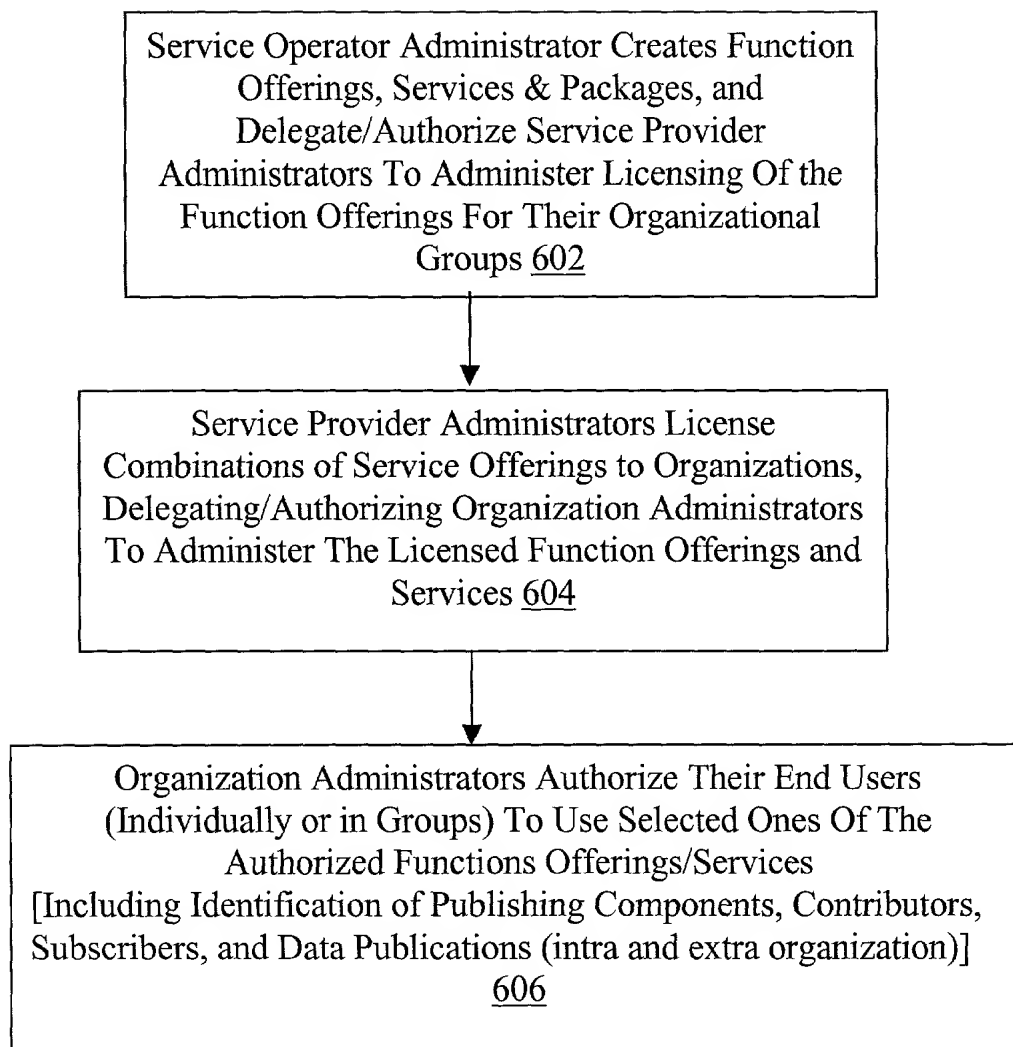 Service Operator Administrator Creates Function
Offerings, Services & Packages, and
Delegate/Authorize Service Provider
Administrators To Administer Licensing Of the
Function Offerings For Their Organizational
Groups 602
Service Provider Administrators License
Combinations of Service Offerings to Organizations,
Delegating/Authorizing Organization Administrators
To Administer The Licensed Function Offerings and
Services 604
Organization Administrators Authorize Their End Users
(Individually or in Groups) To Use Selected Ones Of The
Authorized Functions Offerings/Services
[Including Identification of Publishing Components, Contributors,
Subscribers, and Data Publications (intra and extra organization)]
606